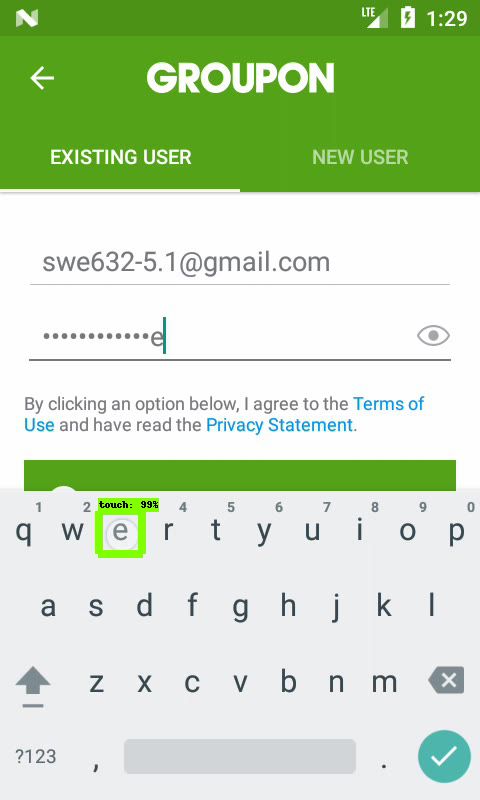 LTE 1:29
GROUPON
EXISTING USER NEW USER
swe632-5.1@gmail.com
••••••••••••e
By clicking an option below, I agree to the Terms of
Use and have read the Privacy Statement.
touch: 99%
1 2 4 5 6 7 8 9 0
q w e r t y u i o p
a s d f g h j k l
z x c v b n m
?123 , .